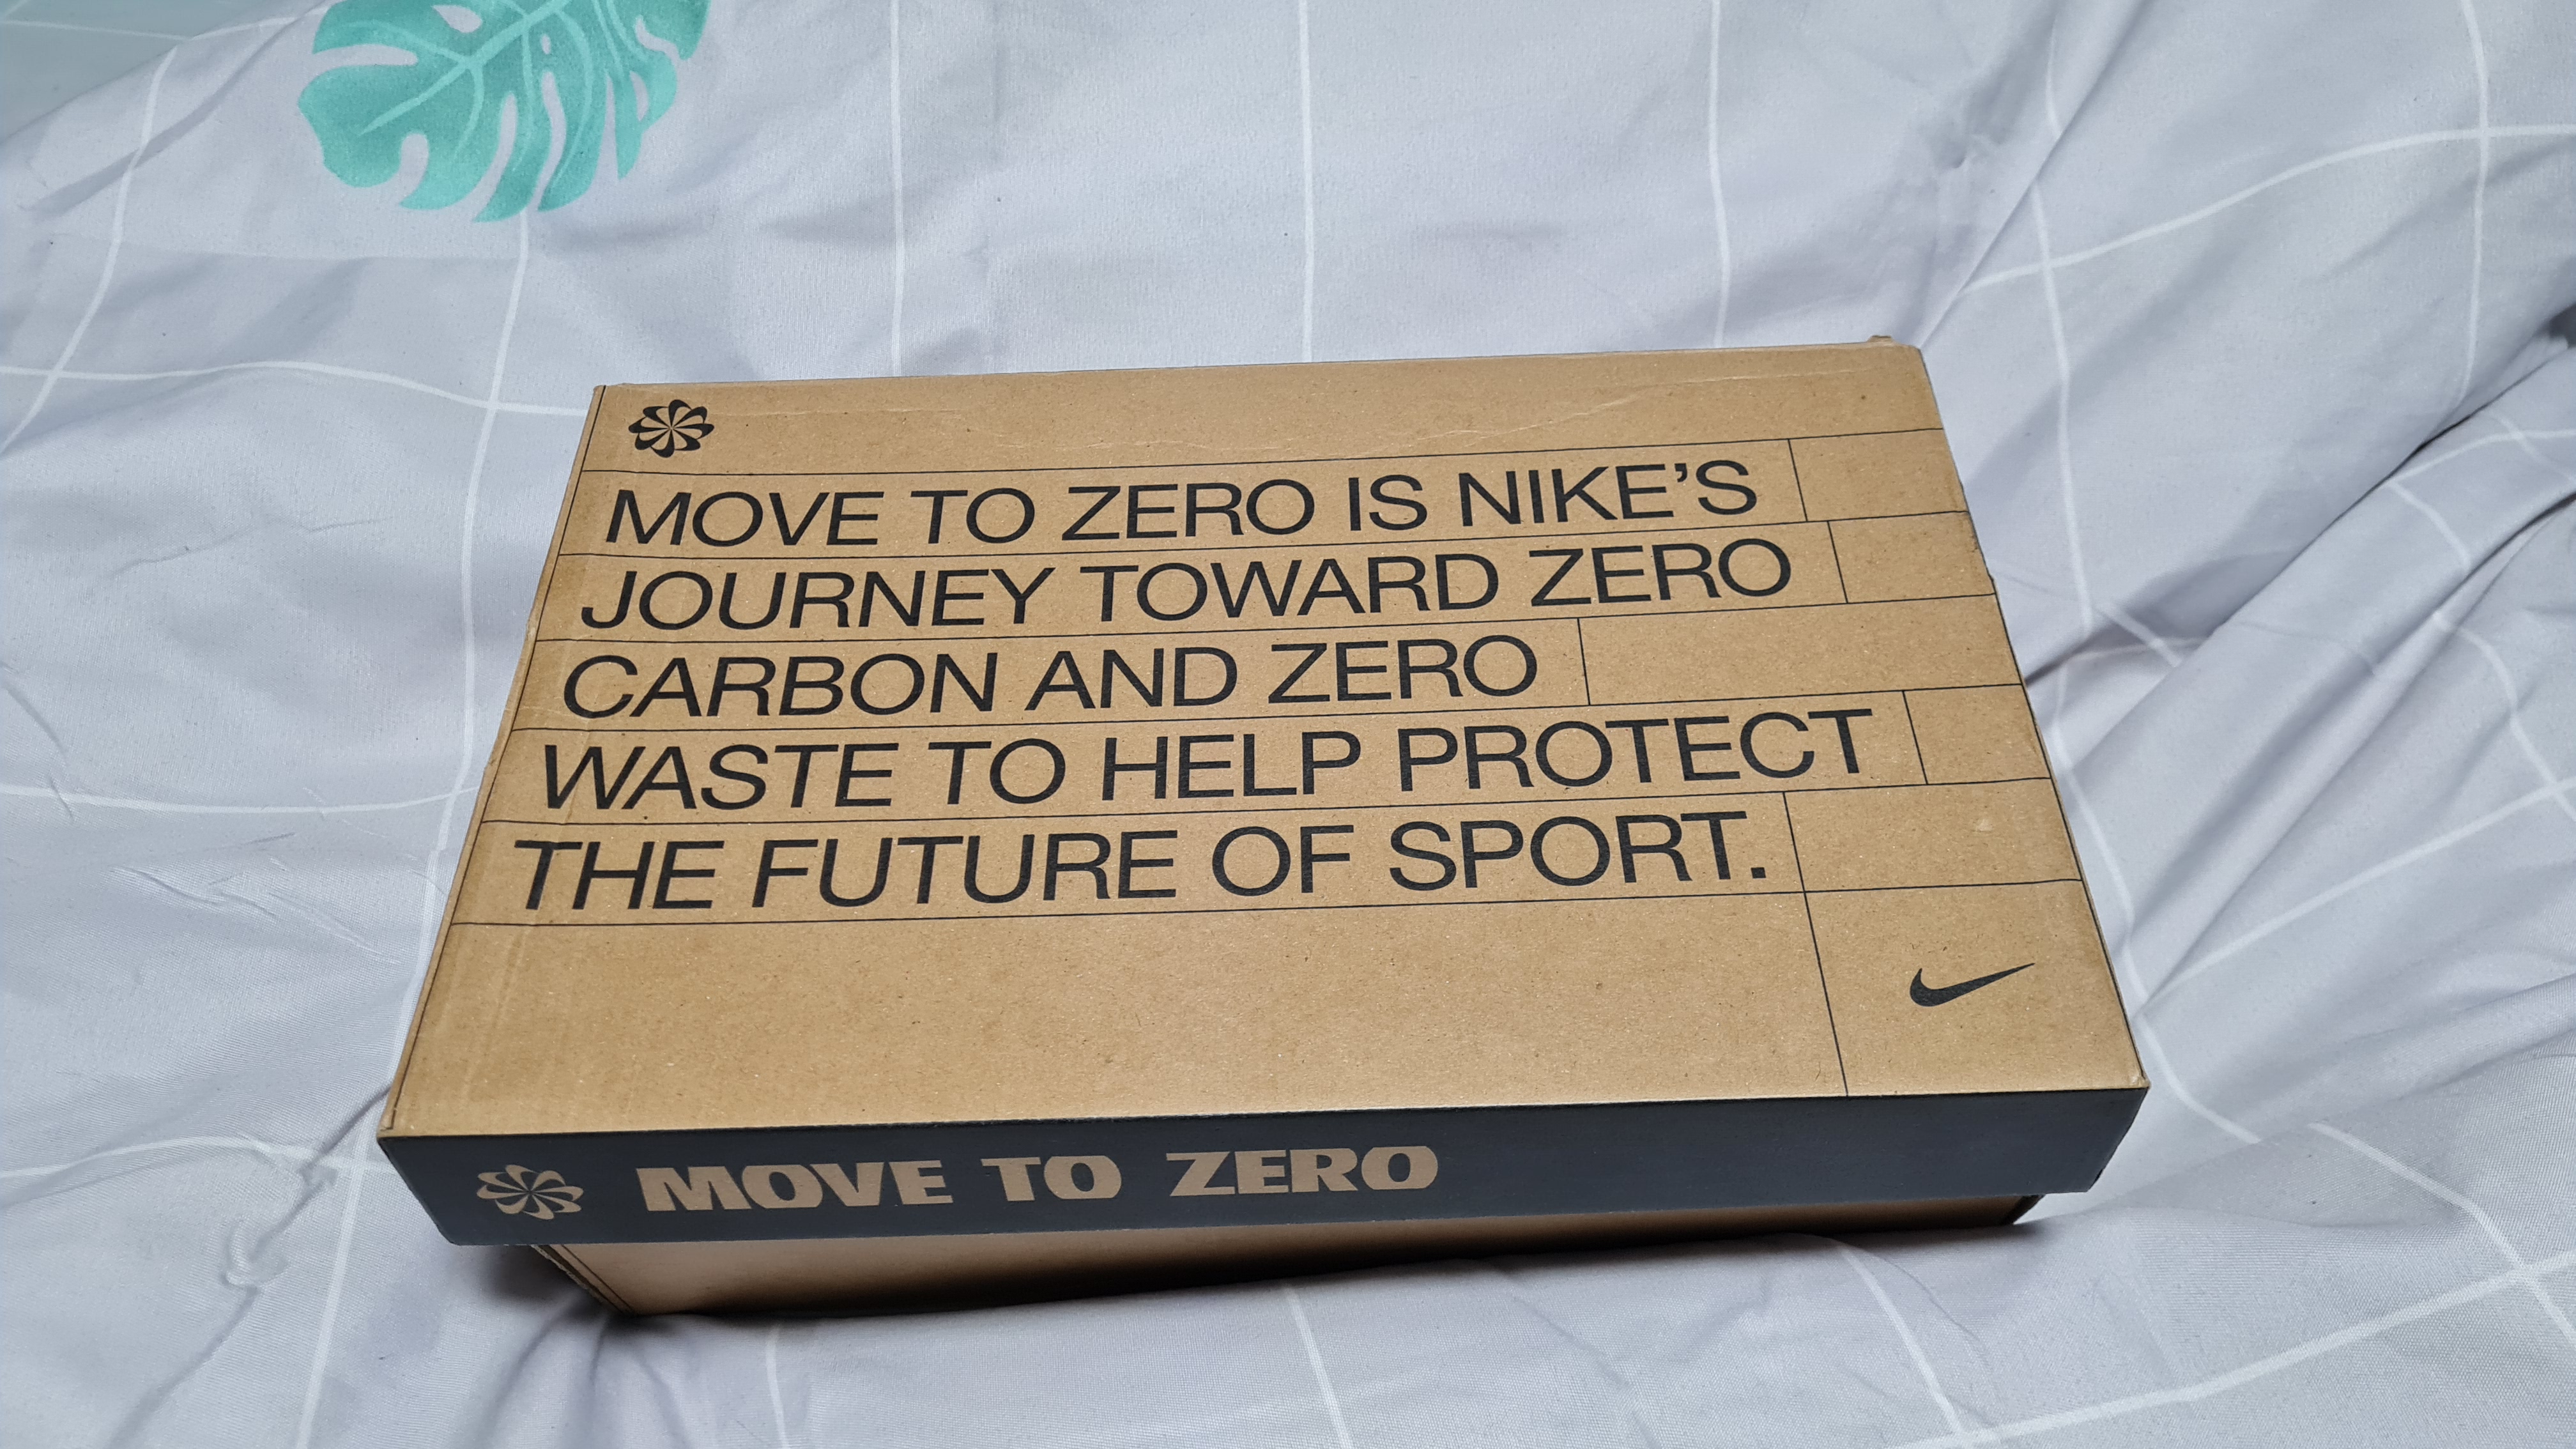 MOVE TO ZERO IS NIKE’S
JOURNEY TOWARD ZERO
CARBON AND ZERO
WASTE TO HELP PROTECT
THE FUTURE OF SPORT.
MOVE TO ZERO